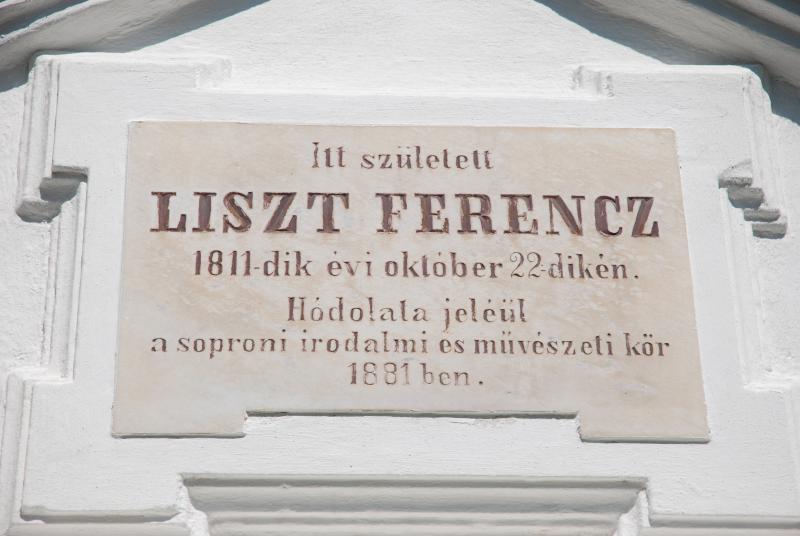 Itt született
LISZT FERENCZ
1811-dik évi október 22-dikén.
Hódolata jeléül
a soproni irodalmi és művészeti kör
1881 ben.